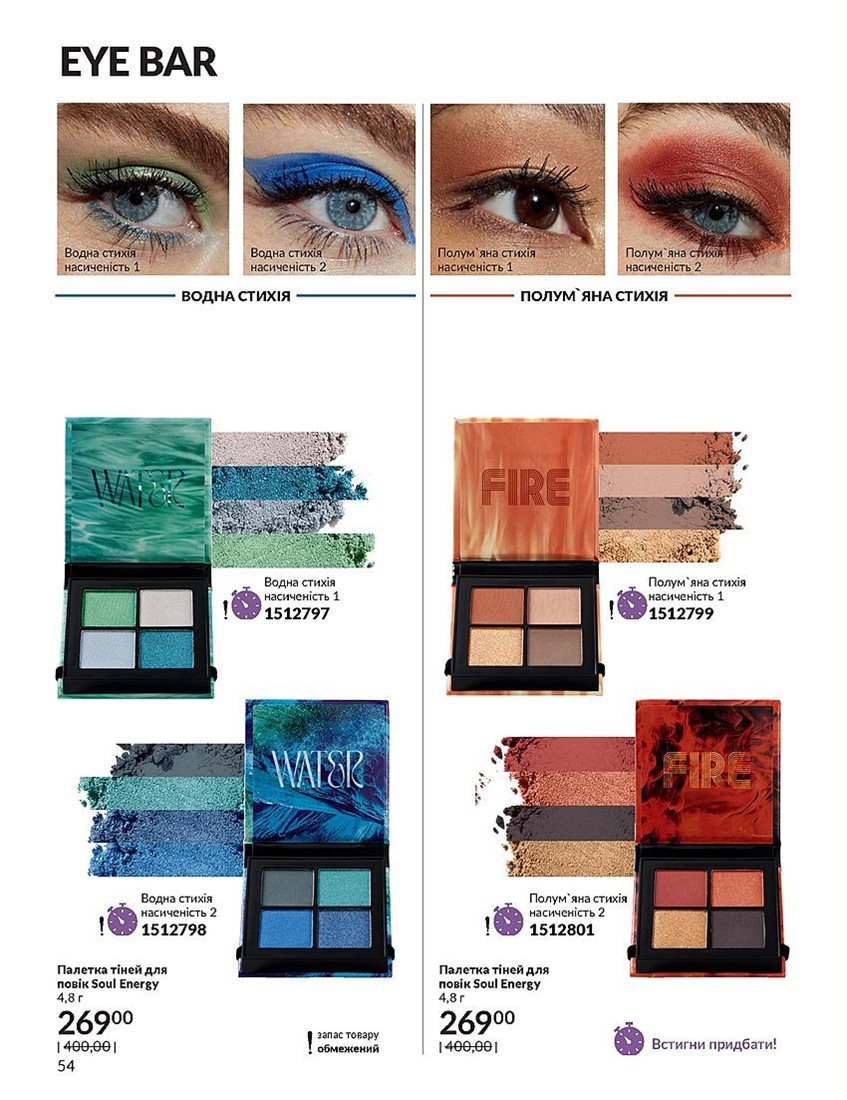 EYE BAR
Водна стихія
насиченість 1
Водна стихія
насиченість 2
Полум`яна стихія
насиченість 1
Полум`яна стихія
насиченість 2
ВОДНА СТИХІЯ
ПОЛУМ`ЯНА СТИХІЯ
WATER
FIRE
Водна стихія
насиченість 1
! 1512797
Полум`яна стихія
насиченість 1
! 1512799
WATER
FIRE
Водна стихія
насиченість 2
! 1512798
Полум`яна стихія
насиченість 2
! 1512801
Палетка тіней для
повік Soul Energy
4,8 г
269⁰⁰
| 400,00 |
! запас товару
обмежений
Палетка тіней для
повік Soul Energy
4,8 г
269⁰⁰
| 400,00 |
Встигни придбати!
54